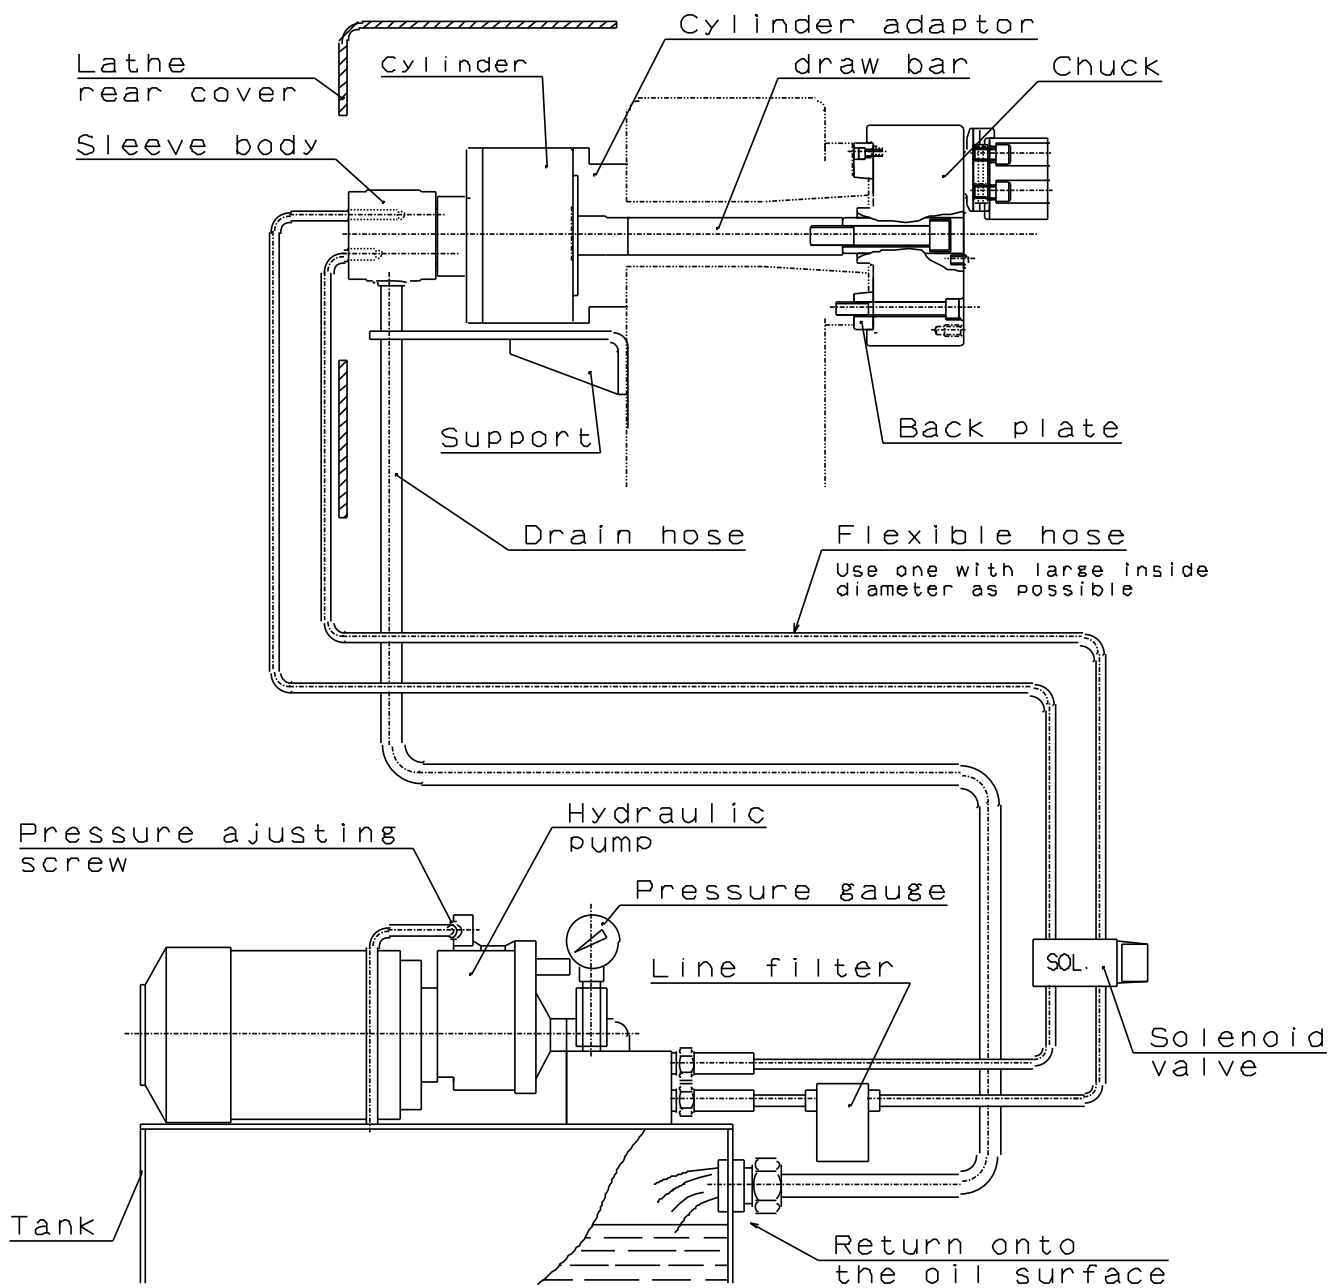 Cylinder adaptor
Lathe
rear cover
Cylinder
draw bar
Chuck
Sleeve body
Support
Back plate
Drain hose
Flexible hose
Use one with large inside
diameter as possible
Hydraulic
pump
Pressure ajusting
screw
Pressure gauge
Line filter
SOL.
Solenoid
valve
Tank
Return onto
the oil surface